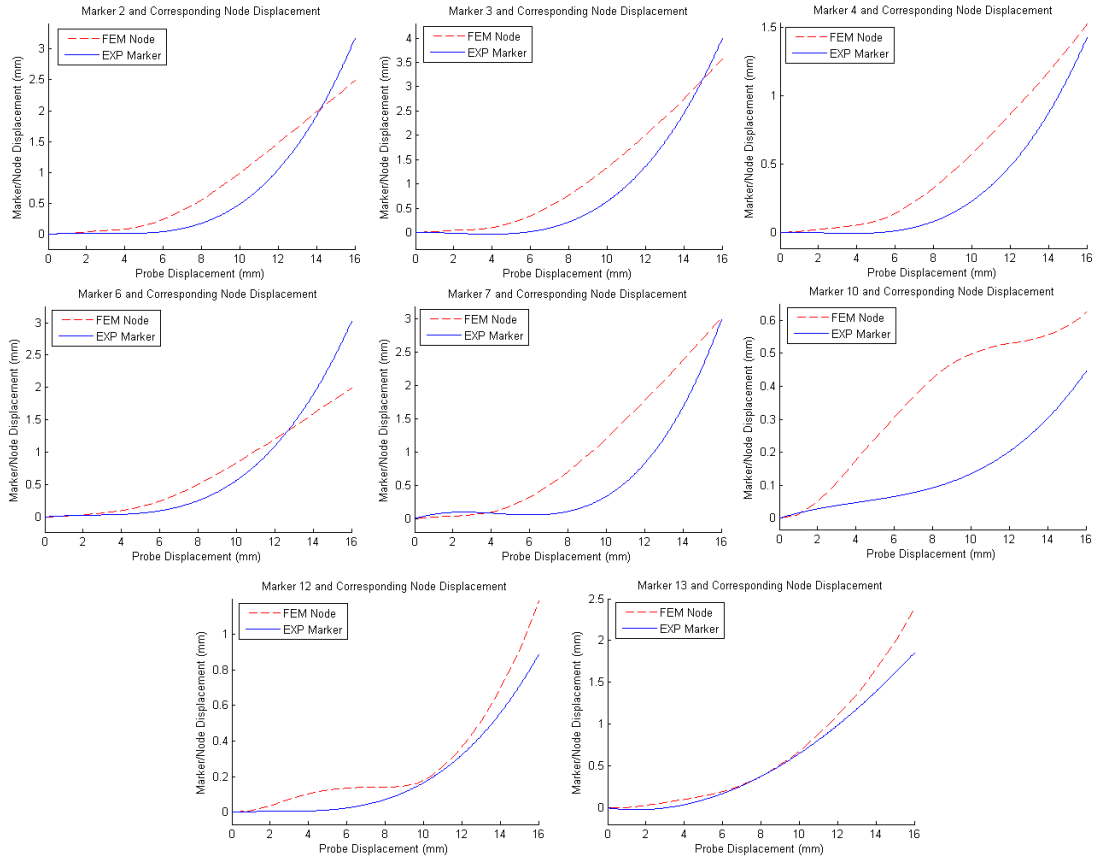 Marker 2 and Corresponding Node Displacement
FEM Node
EXP Marker
Marker/Node Displacement (mm)
3
2.5
2
1.5
1
0.5
0
0 2 4 6 8 10 12 14 16
Probe Displacement (mm)
Marker 3 and Corresponding Node Displacement
FEM Node
EXP Marker
Marker/Node Displacement (mm)
4
3.5
3
2.5
2
1.5
1
0.5
0
0 2 4 6 8 10 12 14 16
Probe Displacement (mm)
Marker 4 and Corresponding Node Displacement
FEM Node
EXP Marker
Marker/Node Displacement (mm)
1.5
1
0.5
0
0 2 4 6 8 10 12 14 16
Probe Displacement (mm)
Marker 6 and Corresponding Node Displacement
FEM Node
EXP Marker
Marker/Node Displacement (mm)
3
2.5
2
1.5
1
0.5
0
0 2 4 6 8 10 12 14 16
Probe Displacement (mm)
Marker 7 and Corresponding Node Displacement
FEM Node
EXP Marker
Marker/Node Displacement (mm)
3
2.5
2
1.5
1
0.5
0
0 2 4 6 8 10 12 14 16
Probe Displacement (mm)
Marker 10 and Corresponding Node Displacement
FEM Node
EXP Marker
Marker/Node Displacement (mm)
0.6
0.5
0.4
0.3
0.2
0.1
0
0 2 4 6 8 10 12 14 16
Probe Displacement (mm)
Marker 12 and Corresponding Node Displacement
FEM Node
EXP Marker
Marker/Node Displacement (mm)
1
0.8
0.6
0.4
0.2
0
0 2 4 6 8 10 12 14 16
Probe Displacement (mm)
Marker 13 and Corresponding Node Displacement
FEM Node
EXP Marker
Marker/Node Displacement (mm)
2.5
2
1.5
1
0.5
0
0 2 4 6 8 10 12 14 16
Probe Displacement (mm)